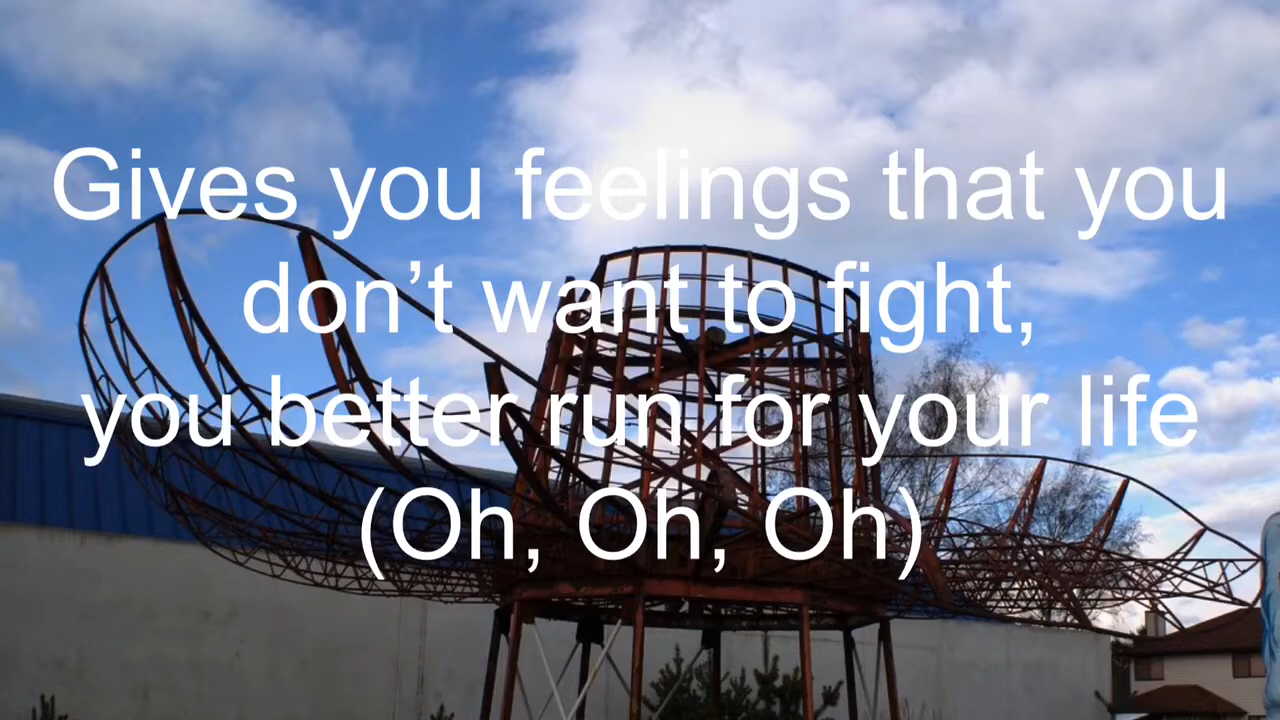 Gives you feelings that you
don’t want to fight,
you better run for your life
(Oh, Oh, Oh)